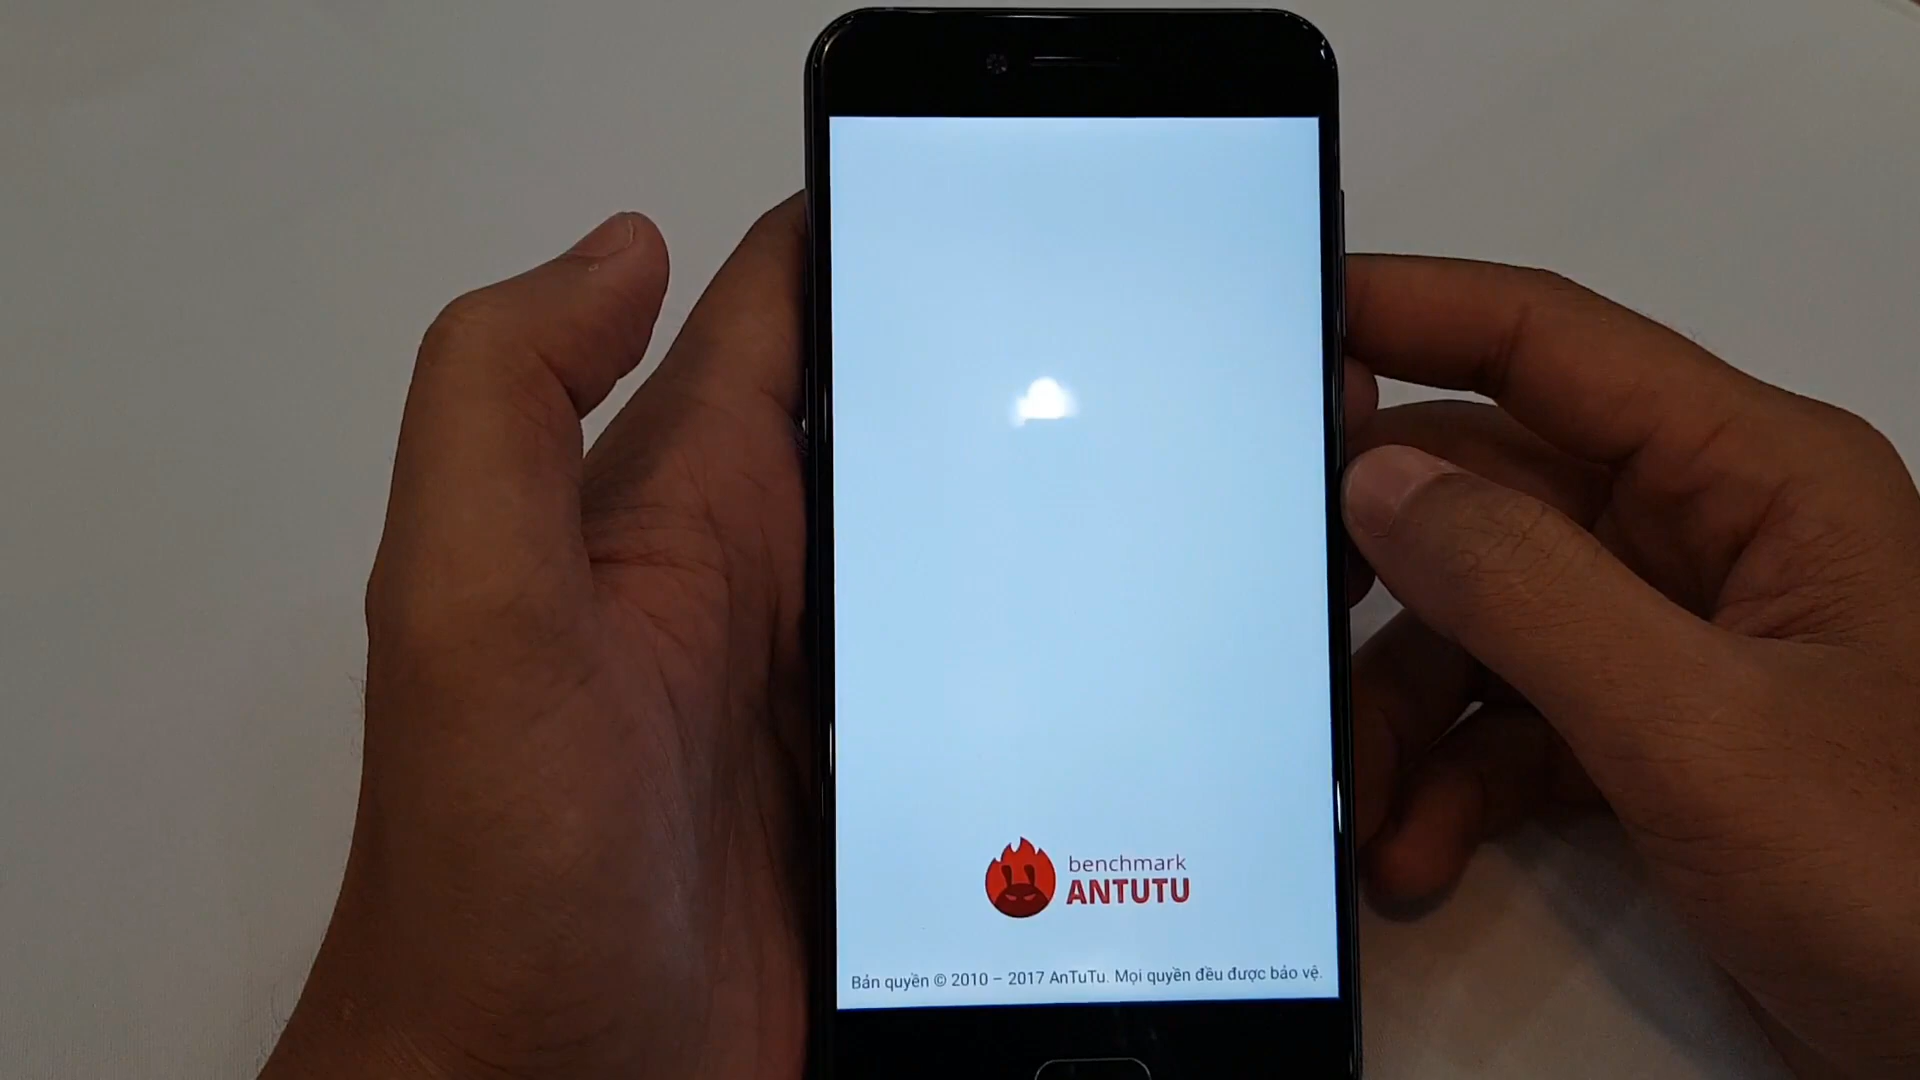 benchmark
ANTUTU
Bản quyền © 2010 – 2017 AnTuTu. Mọi quyền đều được bảo vệ.